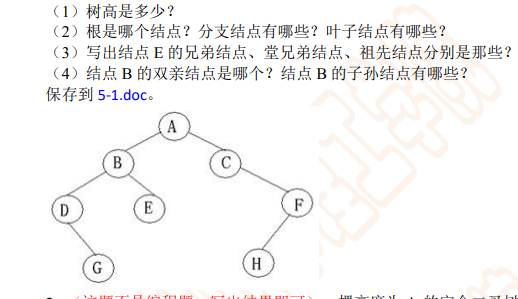 （1）树高是多少？
（2）根是哪个结点？分支结点有哪些？叶子结点有哪些？
（3）写出结点 E 的兄弟结点、堂兄弟结点、祖先结点分别是那些？
（4）结点 B 的双亲结点是哪个？结点 B 的子孙结点有哪些？
保存到 5-1.doc。
A
B C
D E F
G H